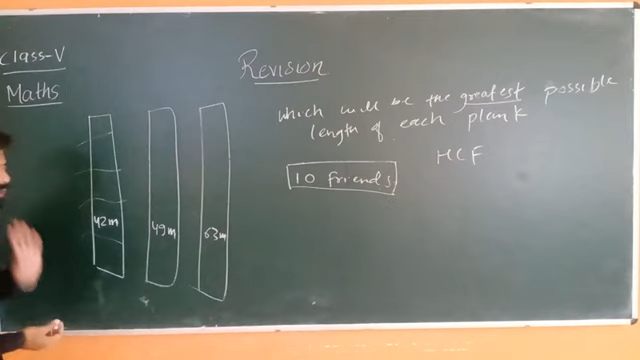 Class-V
Maths
Revision
which will be the greatest possible
length of each plank
HCF
10 friends
42m
49m
63m